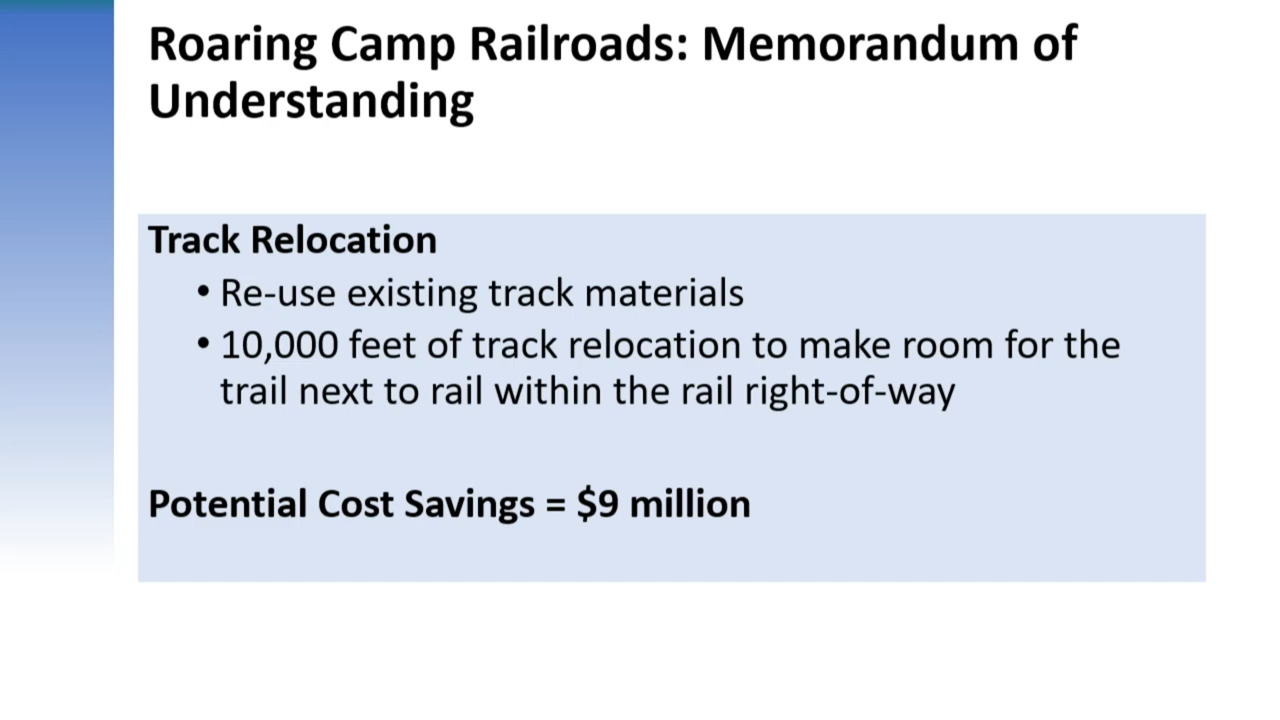 Roaring Camp Railroads: Memorandum of
Understanding
Track Relocation
• Re-use existing track materials
• 10,000 feet of track relocation to make room for the
trail next to rail within the rail right-of-way
Potential Cost Savings = $9 million